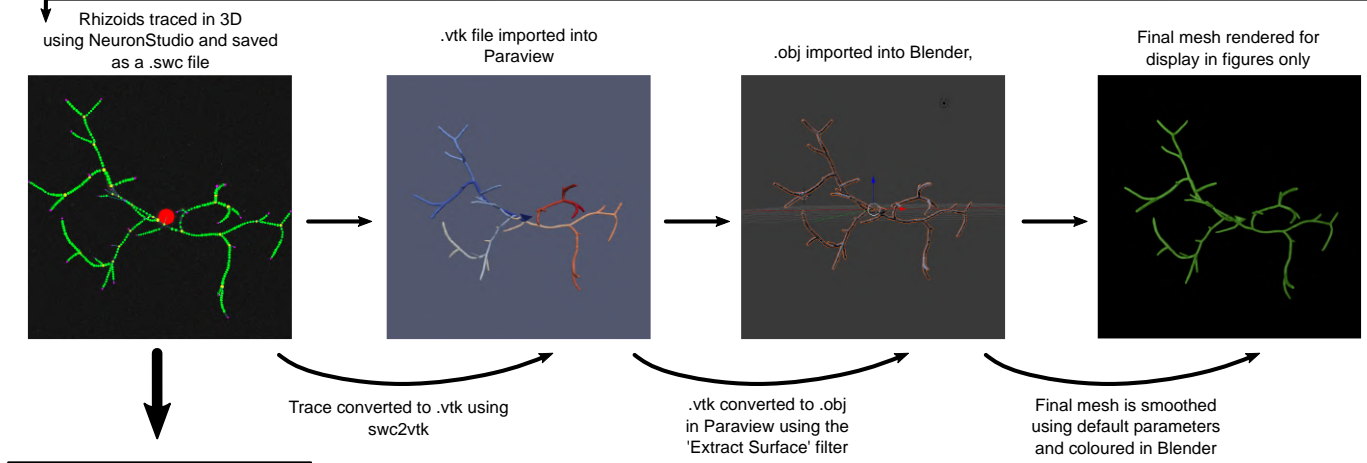 Rhizoids traced in 3D
using NeuronStudio and saved
as a .swc file
.vtk file imported into
Paraview
.obj imported into Blender,
Final mesh rendered for
display in figures only
Trace converted to .vtk using
swc2vtk
.vtk converted to .obj
in Paraview using the
'Extract Surface' filter
Final mesh is smoothed
using default parameters
and coloured in Blender